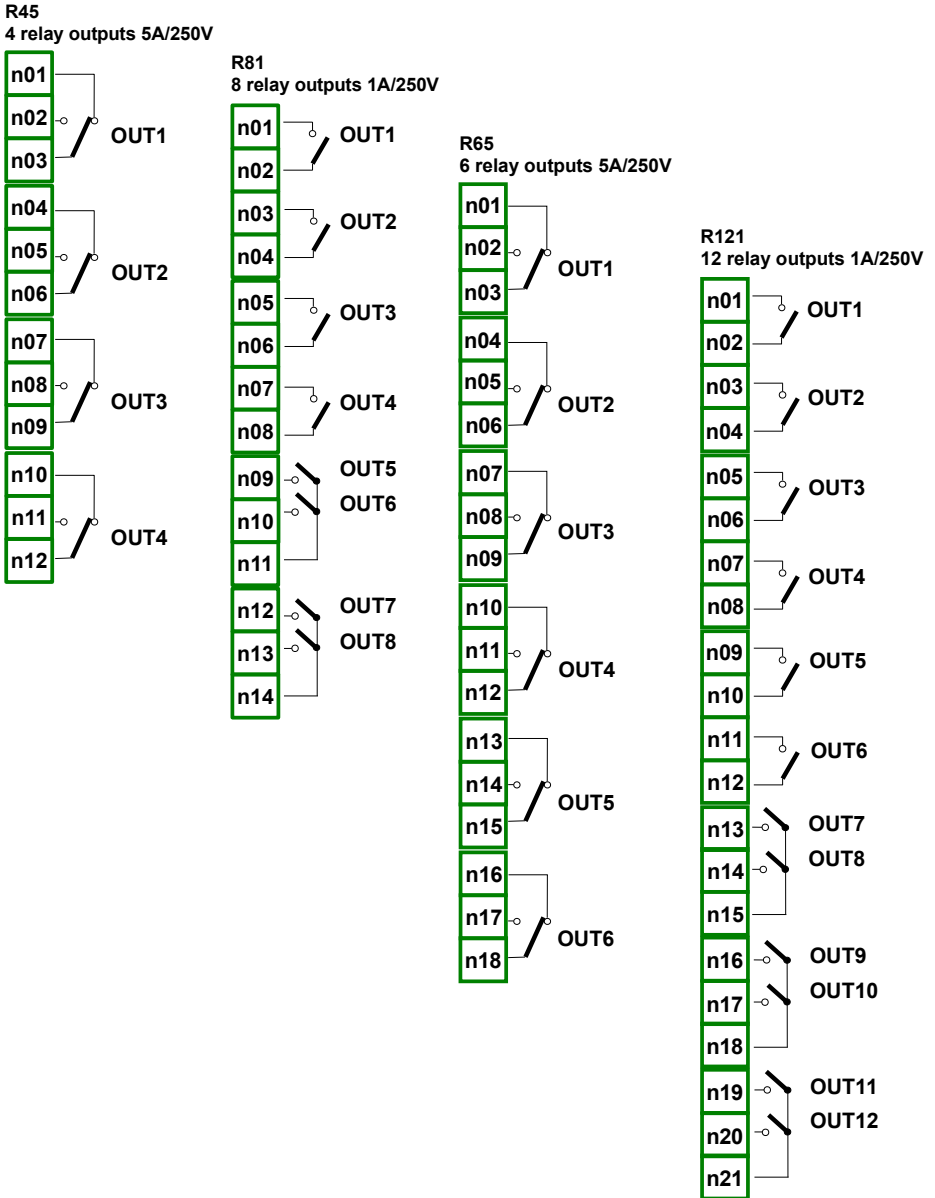 R45
4 relay outputs 5A/250V
n01
n02
n03
OUT1
n04
n05
n06
OUT2
n07
n08
n09
OUT3
n10
n11
n12
OUT4
R81
8 relay outputs 1A/250V
n01
n02
OUT1
n03
n04
OUT2
n05
n06
OUT3
n07
n08
OUT4
n09
OUT5
n10
OUT6
n11
n12
OUT7
n13
OUT8
n14
R65
6 relay outputs 5A/250V
n01
n02
n03
OUT1
n04
n05
n06
OUT2
n07
n08
n09
OUT3
n10
n11
n12
OUT4
n13
n14
n15
OUT5
n16
n17
n18
OUT6
R121
12 relay outputs 1A/250V
n01
n02
OUT1
n03
n04
OUT2
n05
n06
OUT3
n07
n08
OUT4
n09
n10
OUT5
n11
n12
OUT6
n13
OUT7
n14
OUT8
n15
n16
OUT9
n17
OUT10
n18
n19
OUT11
n20
OUT12
n21